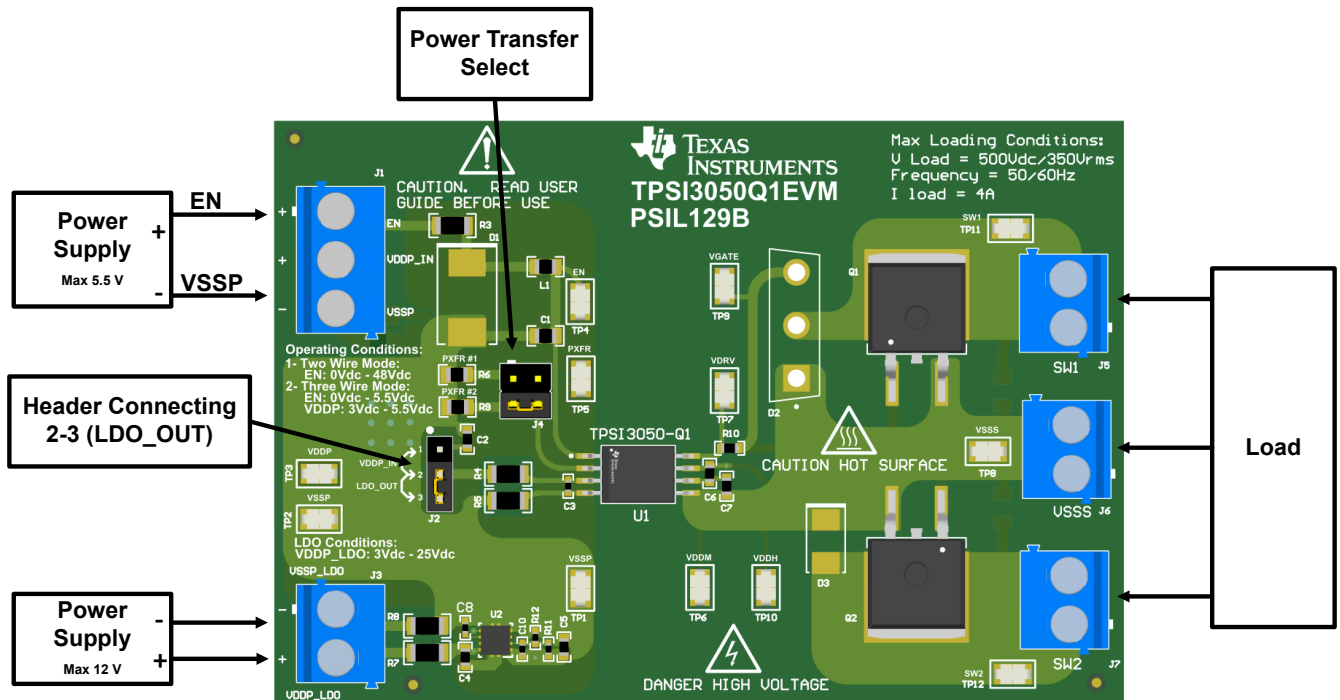 Power Transfer
Select
TEXAS
INSTRUMENTS
TPSI3050Q1EVM
PSIL129B
Max Loading Conditions:
V Load = 500Vdc/350Vrms
Frequency = 50/60Hz
I load = 4A
CAUTION. READ USER
GUIDE BEFORE USE
Power
Supply
Max 5.5 V
+
-
EN
VSSP
J1
+
+
-
EN
VDDP_IN
VSSP
R3
D1
L1
C1
EN
TP4
PXFR
TP5
Operating Conditions:
1- Two Wire Mode:
EN: 0Vdc - 48Vdc
2- Three Wire Mode:
EN: 0Vdc - 5.5Vdc
VDDP: 3Vdc - 5.5Vdc
PXFR #1
R6
PXFR #2
R9
J4
C2
Header Connecting
2-3 (LDO_OUT)
VDDP
TP3
VDDP_IN
LDO_OUT
1
2
3
J2
VSSP
TP2
R4
R5
C3
TPSI3050-Q1
TEXAS
INSTRUMENTS
U1
R10
C6
C7
VGATE
TP9
VDRV
TP7
D2
CAUTION HOT SURFACE
SW1
TP11
Q1
SW1
J5
VSSS
TP8
VSSS
J6
Load
LDO Conditions:
VDDP_LDO: 3Vdc - 25Vdc
VSSP_LDO
J3
-
+
VDDP_LDO
Power
Supply
Max 12 V
-
+
R8
R7
C8
C4
U2
C10
R12
R11
C5
VSSP
TP1
VDDM
TP6
VDDH
TP10
D3
Q2
DANGER HIGH VOLTAGE
SW2
TP12
SW2
J7